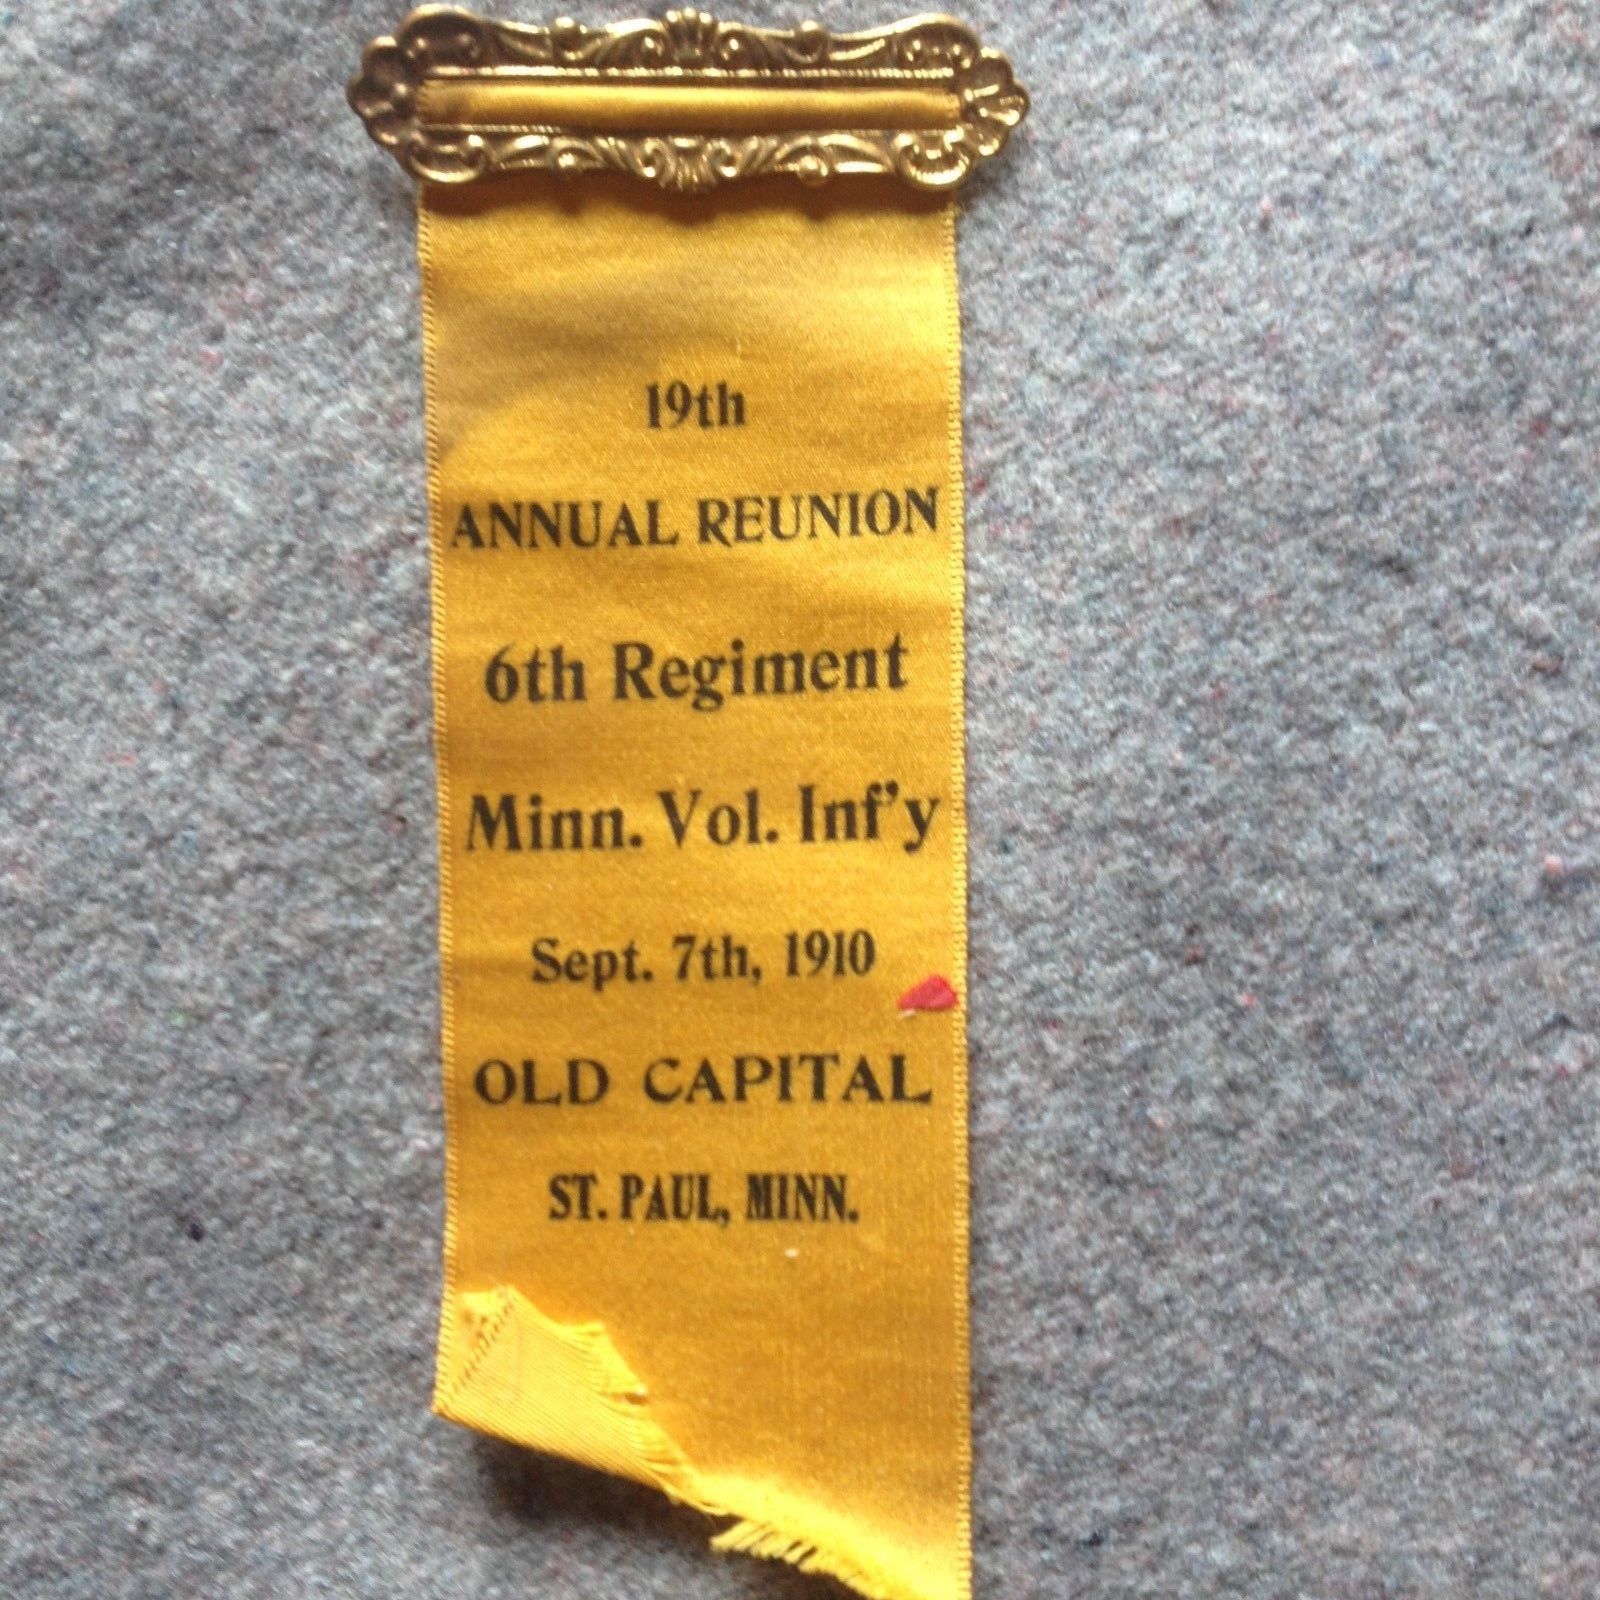 19th
ANNUAL REUNION
6th Regiment
Minn. Vol. Inf'y
Sept. 7th, 1910
OLD CAPITAL
ST. PAUL, MINN.